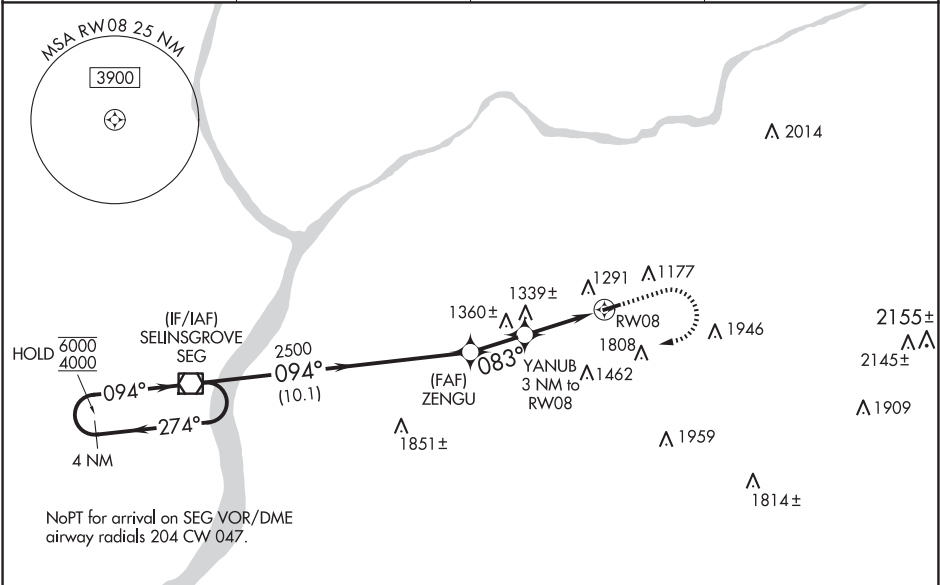 MSA RW08 25 NM
3900
2014
1291
1177
1339±
1360±
RW08
1946
2155±
2145±
1808
1462
(IF/IAF)
SELINSGROVE
SEG
HOLD 6000
4000
2500
094°
094°
(10.1)
083°
YANUB
3 NM to
RW08
(FAF)
ZENGU
274°
4 NM
1851±
1909
1959
1814±
NoPT for arrival on SEG VOR/DME
airway radials 204 CW 047.